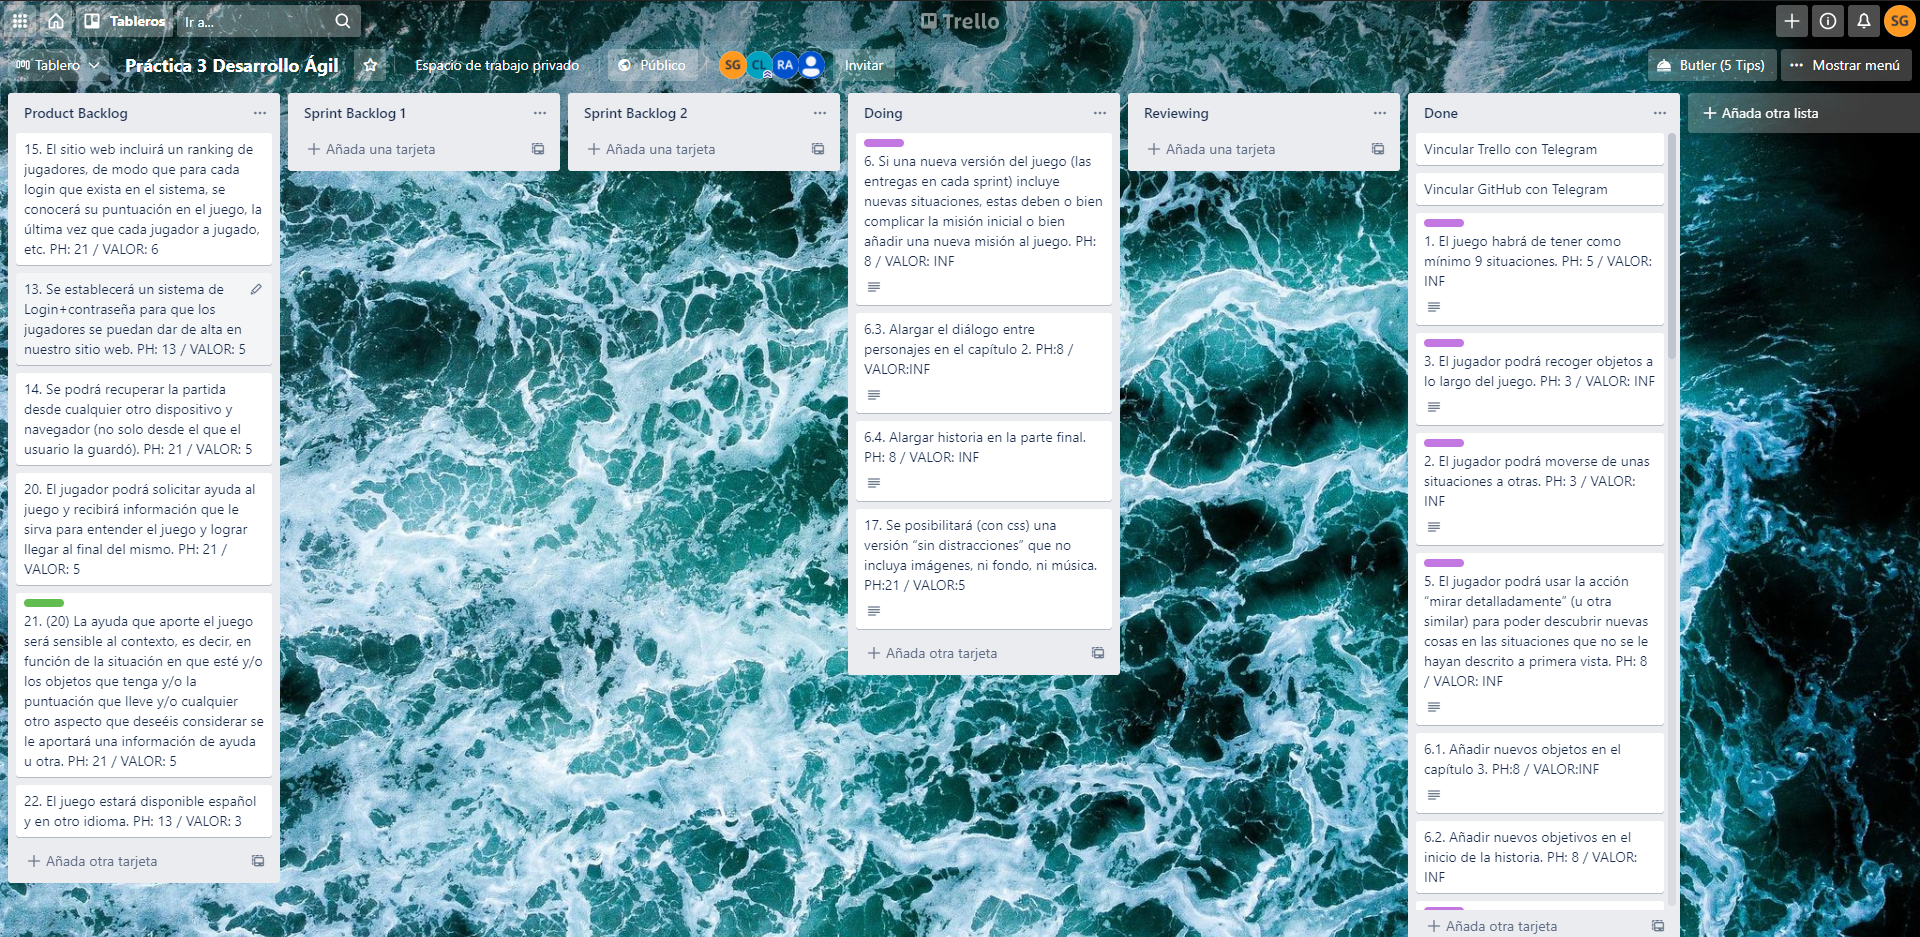 Tableros
Ir a...
Trello
SG
Tablero
Práctica 3 Desarrollo Ágil
Espacio de trabajo privado
Público
SG
CL
RA
Invitar
Butler (5 Tips)
Mostrar menú
Product Backlog
15. El sitio web incluirá un ranking de
jugadores, de modo que para cada
login que exista en el sistema, se
conocerá su puntuación en el juego, la
última vez que cada jugador a jugado,
etc. PH: 21 / VALOR: 6
13. Se establecerá un sistema de
Login+contraseña para que los
jugadores se puedan dar de alta en
nuestro sitio web. PH: 13 / VALOR: 5
14. Se podrá recuperar la partida
desde cualquier otro dispositivo y
navegador (no solo desde el que el
usuario la guardó). PH: 21 / VALOR: 5
20. El jugador podrá solicitar ayuda al
juego y recibirá información que le
sirva para entender el juego y lograr
llegar al final del mismo. PH: 21 /
VALOR: 5
21. (20) La ayuda que aporte el juego
será sensible al contexto, es decir, en
función de la situación en que esté y/o
los objetos que tenga y/o la
puntuación que lleve y/o cualquier
otro aspecto que deseéis considerar se
le aportará una información de ayuda
u otra. PH: 21 / VALOR: 5
22. El juego estará disponible español
y en otro idioma. PH: 13 / VALOR: 3
Añada otra tarjeta
Sprint Backlog 1
Añada una tarjeta
Sprint Backlog 2
Añada una tarjeta
Doing
6. Si una nueva versión del juego (las
entregas en cada sprint) incluye
nuevas situaciones, estas deben o bien
complicar la misión inicial o bien
añadir una nueva misión al juego. PH:
8 / VALOR: INF
6.3. Alargar el diálogo entre
personajes en el capítulo 2. PH:8 /
VALOR:INF
6.4. Alargar historia en la parte final.
PH: 8 / VALOR: INF
17. Se posibilitará (con css) una
versión “sin distracciones” que no
incluya imágenes, ni fondo, ni música.
PH:21 / VALOR:5
Añada otra tarjeta
Reviewing
Añada una tarjeta
Done
Vincular Trello con Telegram
Vincular GitHub con Telegram
1. El juego habrá de tener como
mínimo 9 situaciones. PH: 5 / VALOR:
INF
3. El jugador podrá recoger objetos a
lo largo del juego. PH: 3 / VALOR: INF
2. El jugador podrá moverse de unas
situaciones a otras. PH: 3 / VALOR:
INF
5. El jugador podrá usar la acción
“mirar detalladamente” (u otra
similar) para poder descubrir nuevas
cosas en las situaciones que no se le
hayan descrito a primera vista. PH: 8
/ VALOR: INF
6.1. Añadir nuevos objetos en el
capítulo 3. PH:8 / VALOR:INF
6.2. Añadir nuevos objetivos en el
inicio de la historia. PH: 8 / VALOR:
INF
Añada otra tarjeta
Añada otra lista